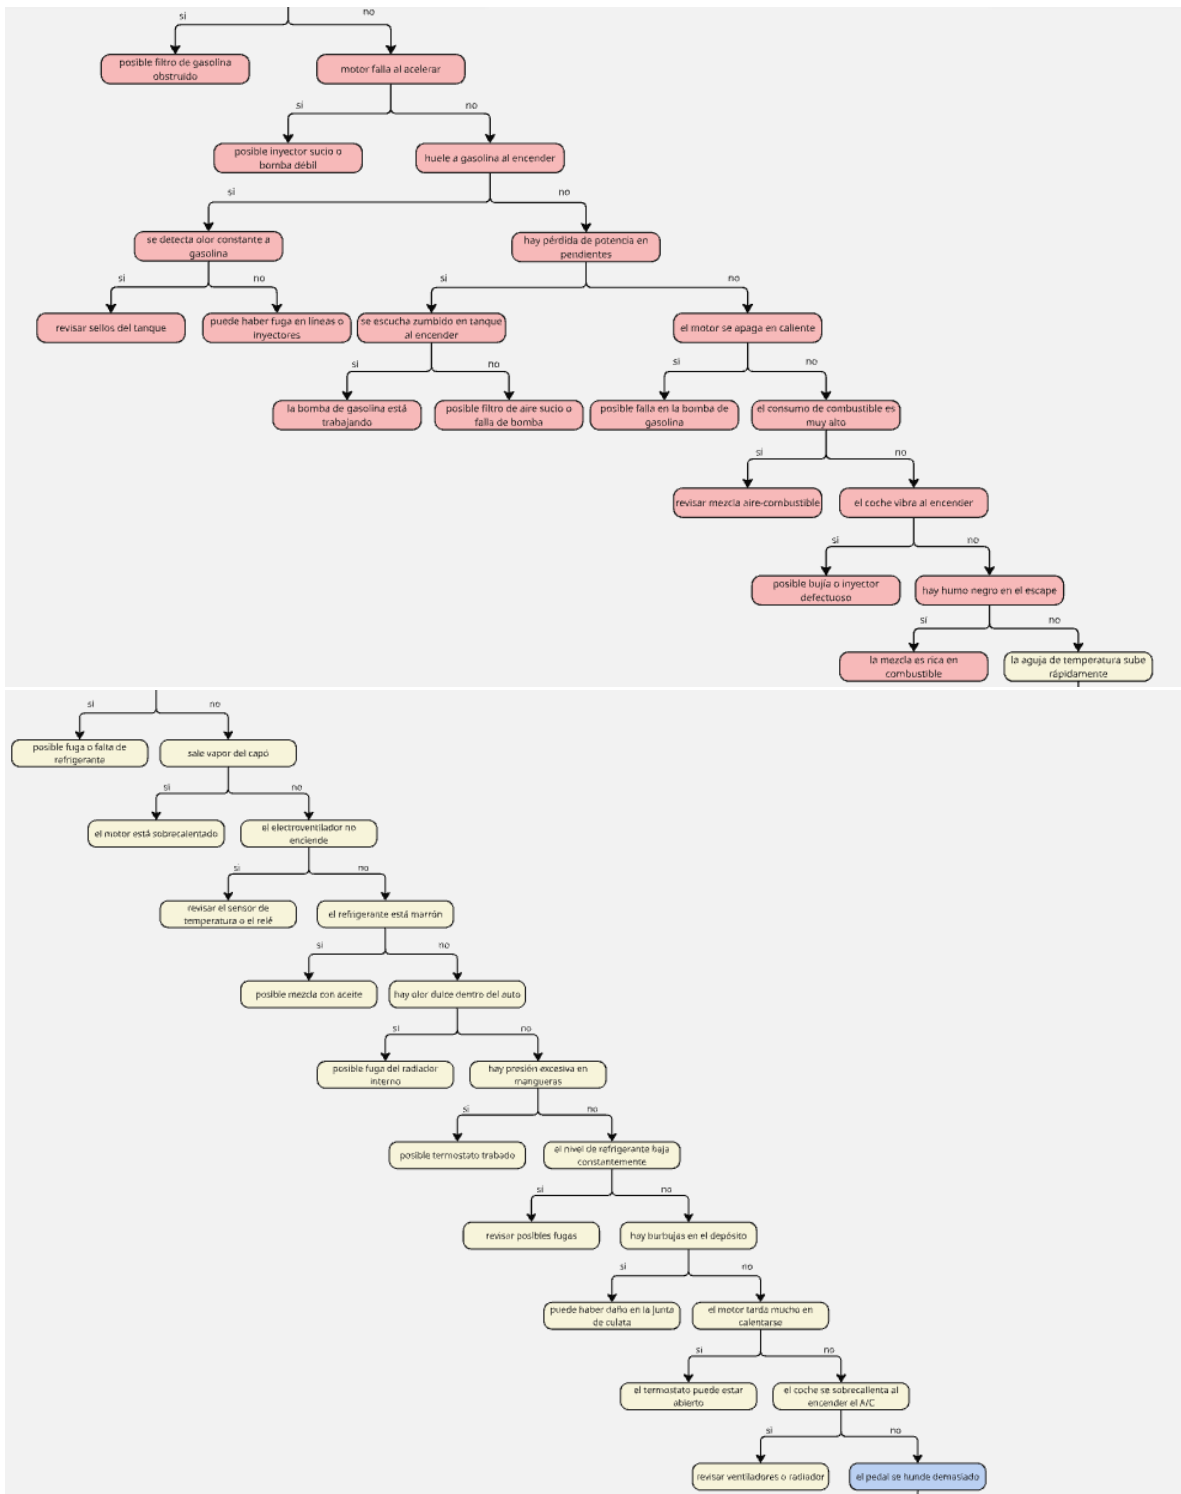 si
no
posible filtro de gasolina
obstruido
motor falla al acelerar
si
no
posible inyector sucio o
bomba débil
huele a gasolina al encender
si
no
se detecta olor constante a
gasolina
hay pérdida de potencia en
pendientes
si
no
si
no
revisar sellos del tanque
puede haber fuga en líneas o
inyectores
se escucha zumbido en tanque
al encender
el motor se apaga en caliente
si
no
si
no
la bomba de gasolina está
trabajando
posible filtro de aire sucio o
falla de bomba
posible falla en la bomba de
gasolina
el consumo de combustible es
muy alto
si
no
revisar mezcla aire-combustible
el coche vibra al encender
si
no
posible bujía o inyector
defectuoso
hay humo negro en el escape
si
no
la mezcla es rica en
combustible
la aguja de temperatura sube
rápidamente
si
no
posible fuga o falta de
refrigerante
sale vapor del capó
si
no
el motor está sobrecalentado
el electroventilador no
enciende
si
no
revisar el sensor de
temperatura o el relé
el refrigerante está marrón
si
no
posible mezcla con aceite
hay olor dulce dentro del auto
si
no
posible fuga del radiador
interno
hay presión excesiva en
mangueras
si
no
posible termostato trabado
el nivel de refrigerante baja
constantemente
si
no
revisar posibles fugas
hay burbujas en el depósito
si
no
puede haber daño en la junta
de culata
el motor tarda mucho en
calentarse
si
no
el termostato puede estar
abierto
el coche se sobrecalienta al
encender el A/C
si
no
revisar ventiladores o radiador
el pedal se hunde demasiado